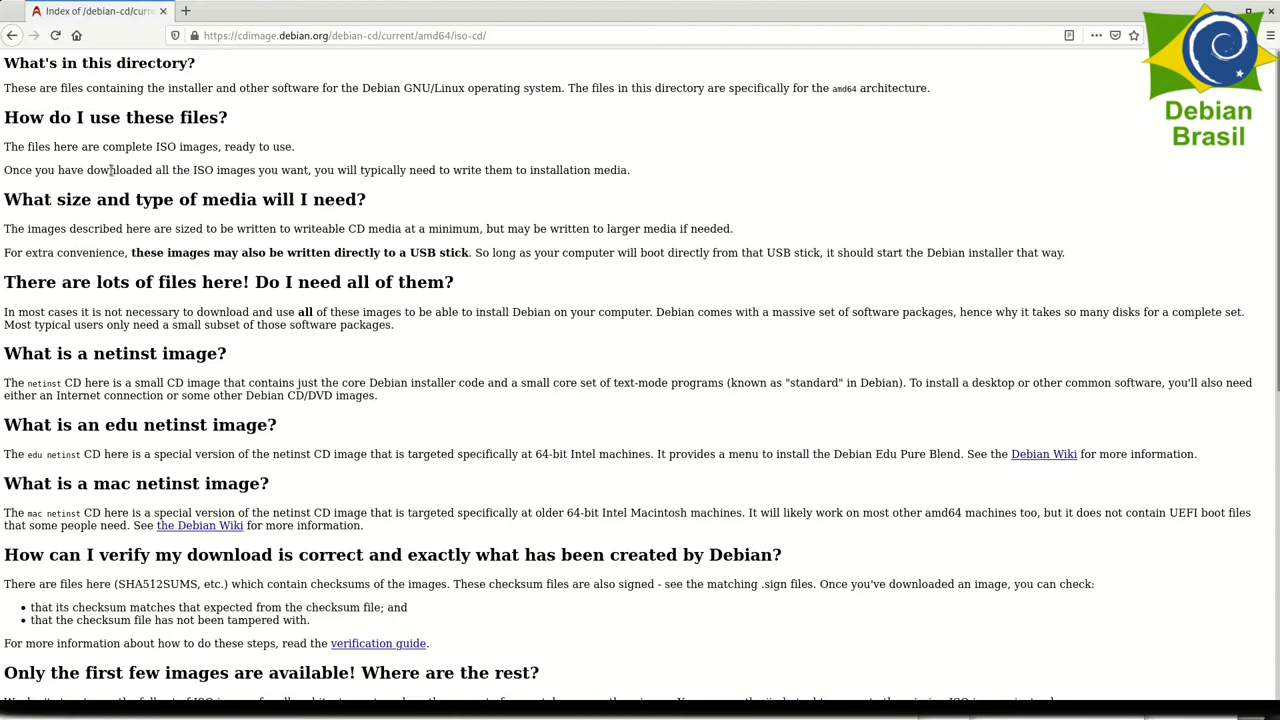 Index of /debian-cd/curre
https://cdimage.debian.org/debian-cd/current/amd64/iso-cd/
Debian
Brasil
What's in this directory?
These are files containing the installer and other software for the Debian GNU/Linux operating system. The files in this directory are specifically for the amd64 architecture.
How do I use these files?
The files here are complete ISO images, ready to use.
Once you have downloaded all the ISO images you want, you will typically need to write them to installation media.
What size and type of media will I need?
The images described here are sized to be written to writeable CD media at a minimum, but may be written to larger media if needed.
For extra convenience, these images may also be written directly to a USB stick. So long as your computer will boot directly from that USB stick, it should start the Debian installer that way.
There are lots of files here! Do I need all of them?
In most cases it is not necessary to download and use all of these images to be able to install Debian on your computer. Debian comes with a massive set of software packages, hence why it takes so many disks for a complete set.
Most typical users only need a small subset of those software packages.
What is a netinst image?
The netinst CD here is a small CD image that contains just the core Debian installer code and a small core set of text-mode programs (known as "standard" in Debian). To install a desktop or other common software, you'll also need
either an Internet connection or some other Debian CD/DVD images.
What is an edu netinst image?
The edu netinst CD here is a special version of the netinst CD image that is targeted specifically at 64-bit Intel machines. It provides a menu to install the Debian Edu Pure Blend. See the Debian Wiki for more information.
What is a mac netinst image?
The mac netinst CD here is a special version of the netinst CD image that is targeted specifically at older 64-bit Intel Macintosh machines. It will likely work on most other amd64 machines too, but it does not contain UEFI boot files
that some people need. See the Debian Wiki for more information.
How can I verify my download is correct and exactly what has been created by Debian?
There are files here (SHA512SUMS, etc.) which contain checksums of the images. These checksum files are also signed - see the matching .sign files. Once you've downloaded an image, you can check:
• that its checksum matches that expected from the checksum file; and
• that the checksum file has not been tampered with.
For more information about how to do these steps, read the verification guide.
Only the first few images are available! Where are the rest?